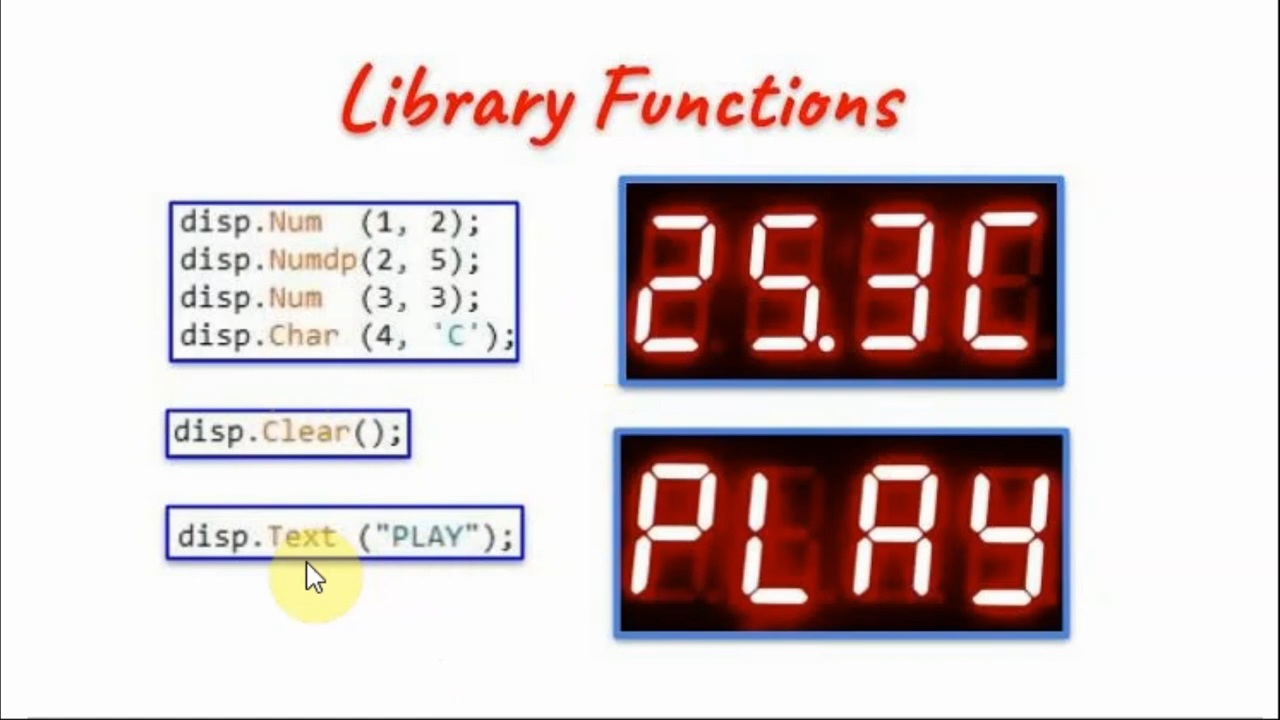 Library Functions
disp.Num  (1, 2);
disp.Numdp(2, 5);
disp.Num  (3, 3);
disp.Char (4, 'C');
25.3C
disp.Clear();
disp.Text ("PLAY");
PLAY